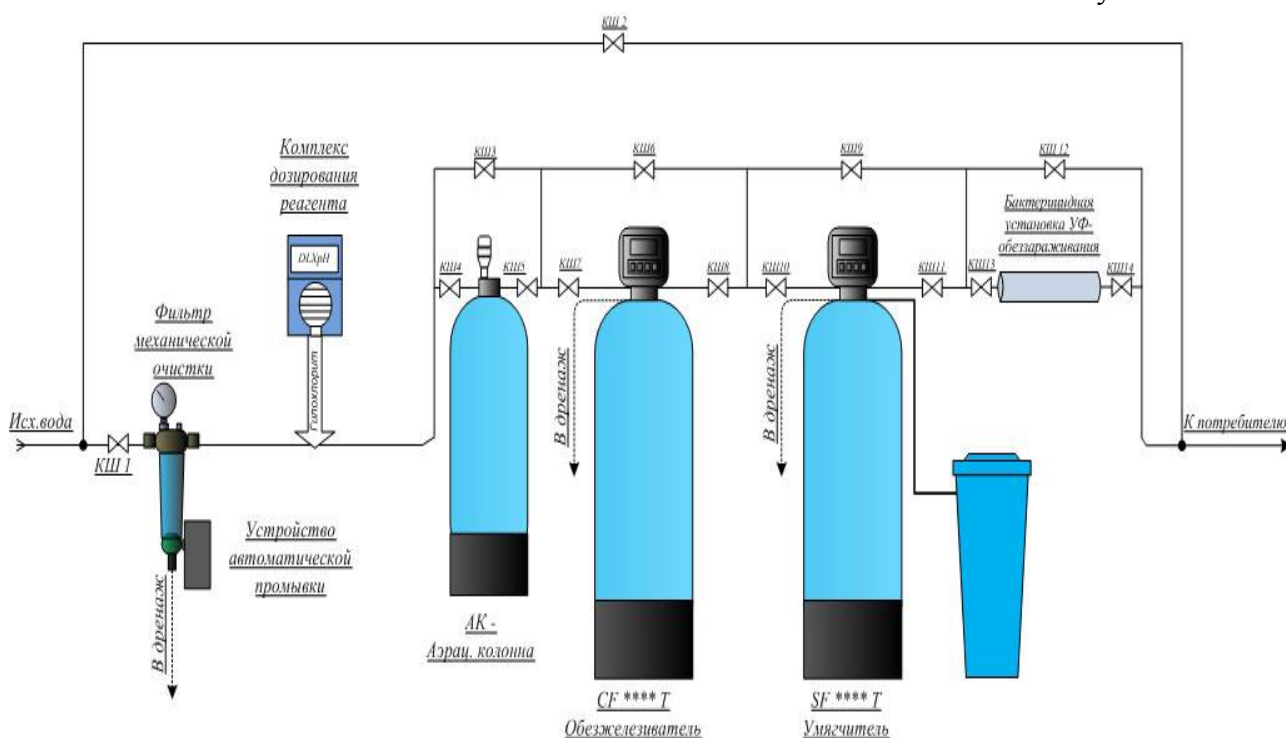 у
КШ 2
Комплекс
дозирования
реагента
DLXpH
Гипохлорит
КШ3
КШ6
КШ9
КШ 12
Бактерицидная
установка УФ-
обеззараживания
КШ4
КШ5
КШ7
КШ8
КШ10
КШ11
КШ13
КШ14
Фильтр
механической
очистки
Исх.вода
КШ 1
В дренаж
В дренаж
К потребителю
Устройство
автоматической
промывки
В дренаж
АК -
Аэрац. колонна
CF **** T
Обезжелезиватель
SF **** T
Умягчитель